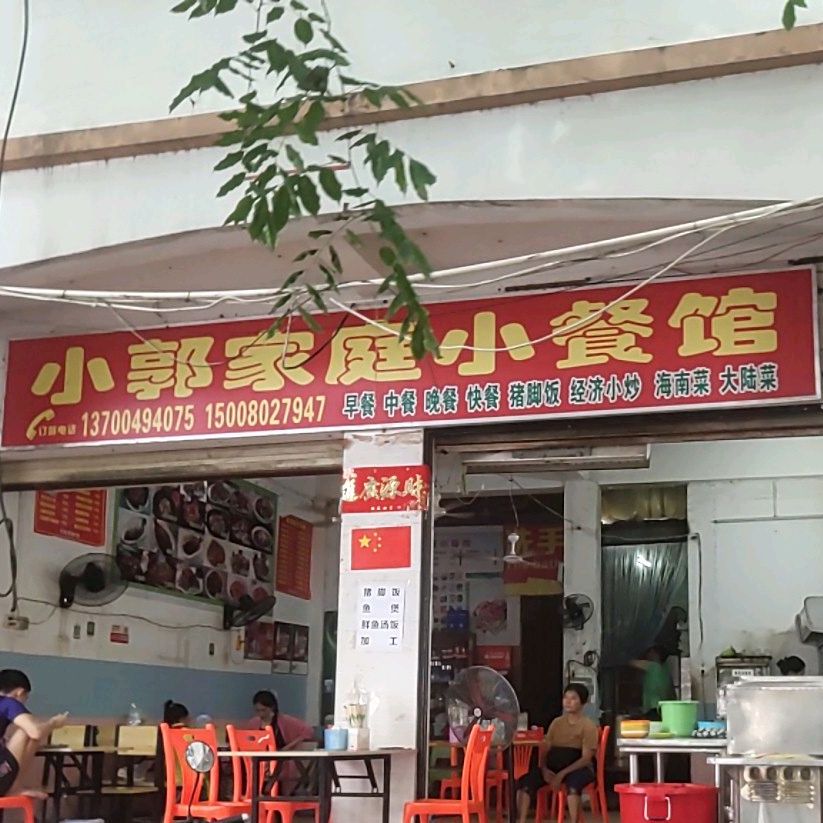 小郭家庭小餐馆
订餐电话 13700494075 15008027947 早餐 中餐 晚餐 快餐 猪脚饭 经济小炒 海南菜 大陆菜
财源广進
猪脚饭
鱼煲
鲜鱼汤饭
加工